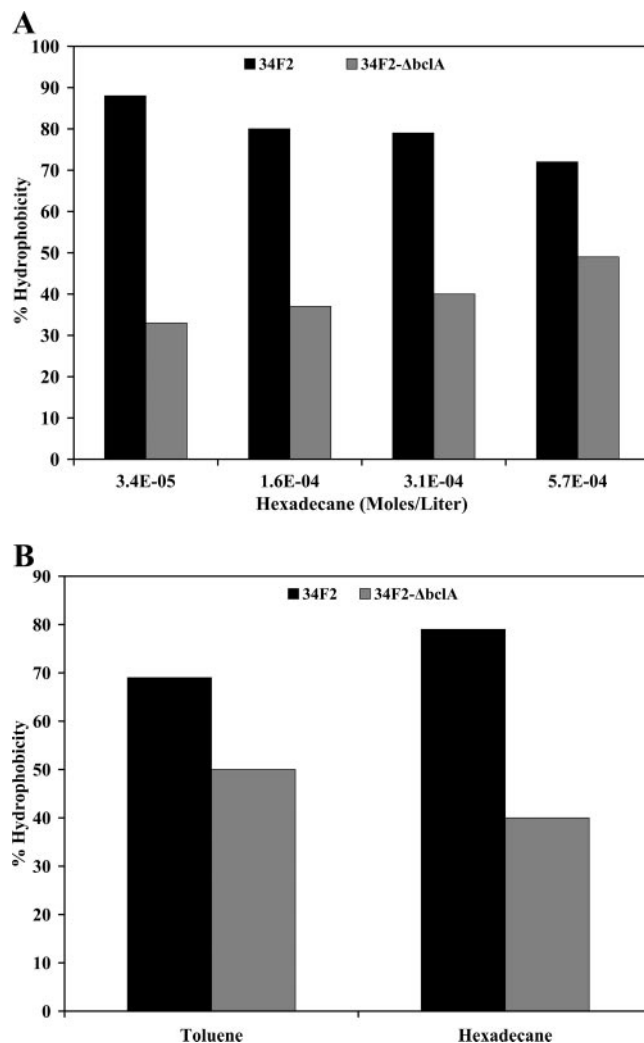 A
100
90
80
70
60
50
40
30
20
10
0
% Hydrophobicity
34F2 34F2-ΔbclA
3.4E-05 1.6E-04 3.1E-04 5.7E-04
Hexadecane (Moles/Liter)
B
90
80
70
60
50
40
30
20
10
0
% Hydrophobicity
34F2 34F2-ΔbclA
Toluene Hexadecane